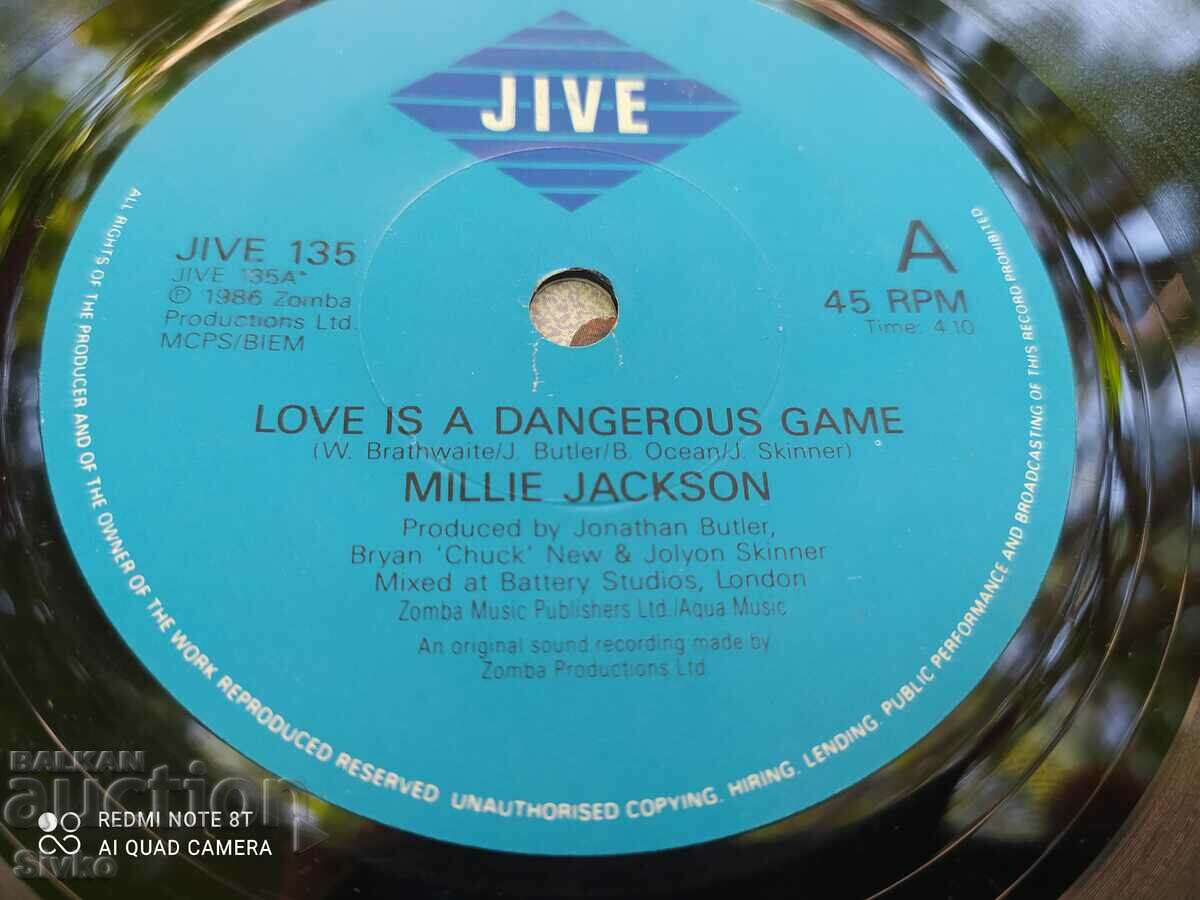 JIVE
JIVE 135
JIVE 135A
℗ 1986 Zomba
Productions Ltd.
MCPS/BIEM
A
45 RPM
Time: 4.10
LOVE IS A DANGEROUS GAME
(W. Brathwaite/J. Butler/B. Ocean/J. Skinner)
MILLIE JACKSON
Produced by Jonathan Butler,
Bryan 'Chuck' New & Jolyon Skinner
Mixed at Battery Studios, London
Zomba Music Publishers Ltd./Aqua Music
An original sound recording made by
Zomba Productions Ltd.
ALL RIGHTS OF THE PRODUCER AND OF THE OWNER OF THE WORK REPRODUCED RESERVED. UNAUTHORISED COPYING. HIRING. LENDING. PUBLIC PERFORMANCE AND BROADCASTING OF THIS RECORD PROHIBITED
BALKAN
auction
REDMI NOTE 8T
AI QUAD CAMERA
Sivko